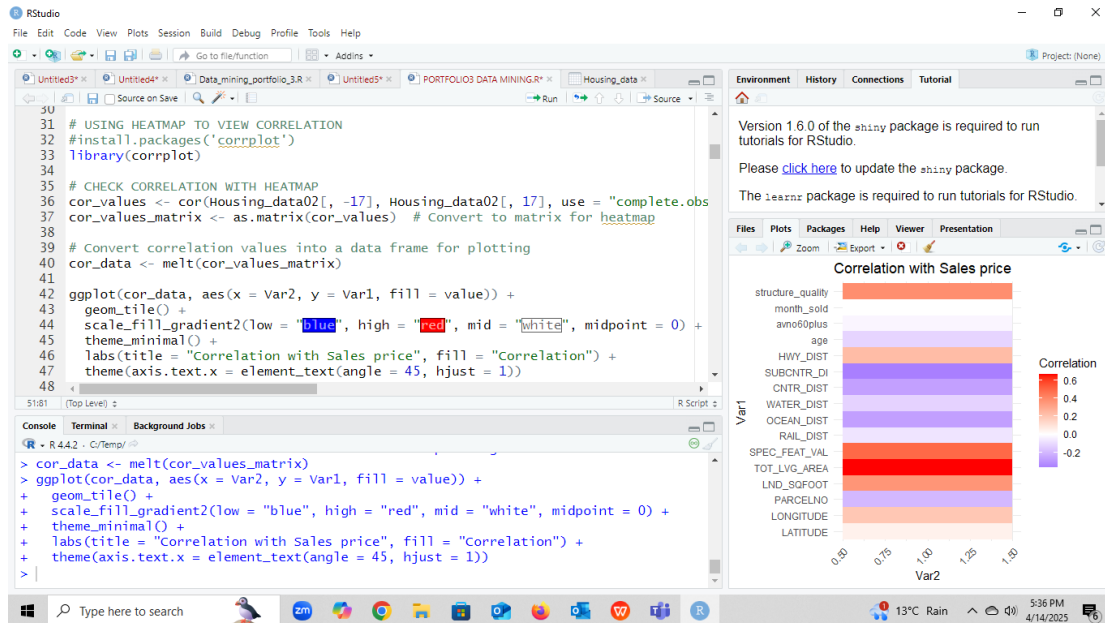 RStudio
File Edit Code View Plots Session Build Debug Profile Tools Help
Go to file/function Addins Project: (None)
Untitled3* Untitled4* Data_mining_portfolio_3.R Untitled5* PORTFOLIO3 DATA MINING.R* Housing_data
Source on Save Run Source
30
31 # USING HEATMAP TO VIEW CORRELATION
32 #install.packages('corrplot')
33 library(corrplot)
34
35 # CHECK CORRELATION WITH HEATMAP
36 cor_values <- cor(Housing_data02[, -17], Housing_data02[, 17], use = "complete.obs
37 cor_values_matrix <- as.matrix(cor_values)  # Convert to matrix for heatmap
38
39 # Convert correlation values into a data frame for plotting
40 cor_data <- melt(cor_values_matrix)
41
42 ggplot(cor_data, aes(x = Var2, y = Var1, fill = value)) +
43   geom_tile() +
44   scale_fill_gradient2(low = "blue", high = "red", mid = "white", midpoint = 0) +
45   theme_minimal() +
46   labs(title = "Correlation with Sales price", fill = "Correlation") +
47   theme(axis.text.x = element_text(angle = 45, hjust = 1))
48
51:81 (Top Level) R Script
Console Terminal Background Jobs
R 4.4.2 · C:/Temp/
> cor_data <- melt(cor_values_matrix)
> ggplot(cor_data, aes(x = Var2, y = Var1, fill = value)) +
+   geom_tile() +
+   scale_fill_gradient2(low = "blue", high = "red", mid = "white", midpoint = 0) +
+   theme_minimal() +
+   labs(title = "Correlation with Sales price", fill = "Correlation") +
+   theme(axis.text.x = element_text(angle = 45, hjust = 1))
>
Environment History Connections Tutorial
Version 1.6.0 of the shiny package is required to run
tutorials for RStudio.
Please click here to update the shiny package.
The learnr package is required to run tutorials for RStudio.
Files Plots Packages Help Viewer Presentation
Zoom Export
Correlation with Sales price
structure_quality
month_sold
avno60plus
age
HWY_DIST
SUBCNTR_DI
CNTR_DIST
WATER_DIST
OCEAN_DIST
RAIL_DIST
SPEC_FEAT_VAL
TOT_LVG_AREA
LND_SQFOOT
PARCELNO
LONGITUDE
LATITUDE
Var1
0.50 0.75 1.00 1.25 1.50
Var2
Correlation
0.6
0.4
0.2
0.0
-0.2
Type here to search
zm
13°C Rain
5:36 PM
4/14/2025
6